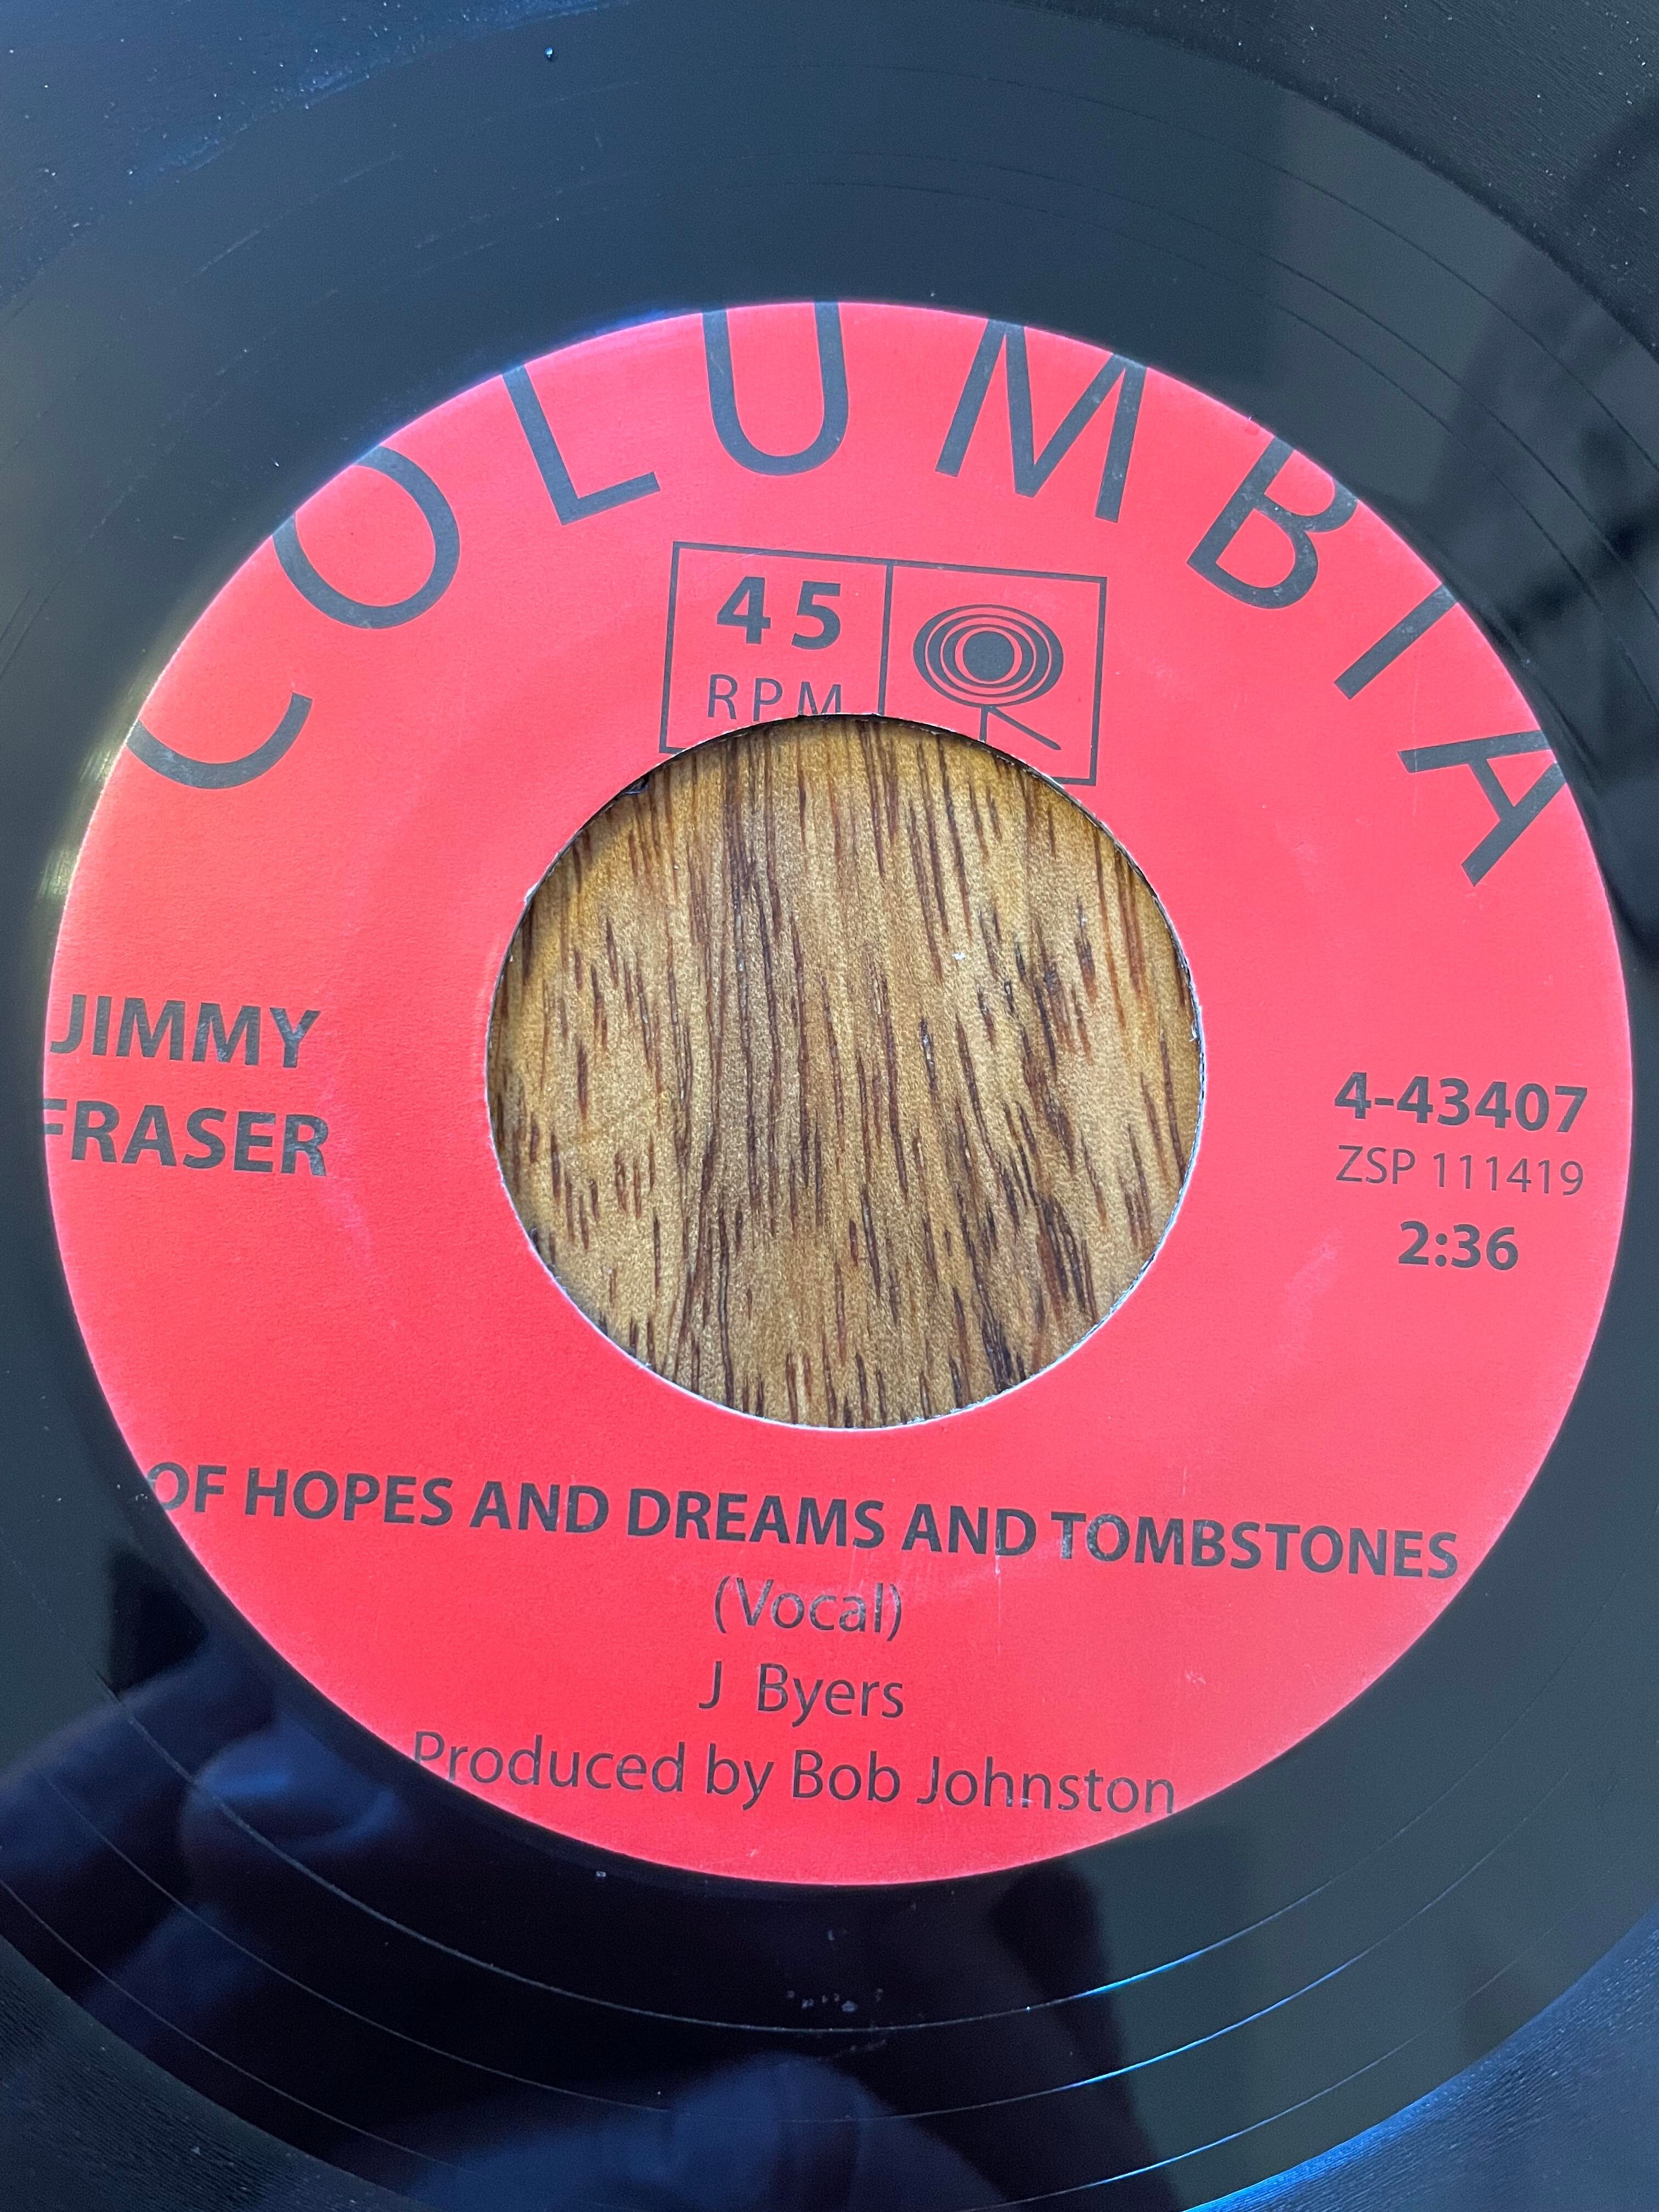 COLUMBIA
45
RPM
JIMMY
FRASER
4-43407
ZSP 111419
2:36
OF HOPES AND DREAMS AND TOMBSTONES
(Vocal)
J Byers
Produced by Bob Johnston